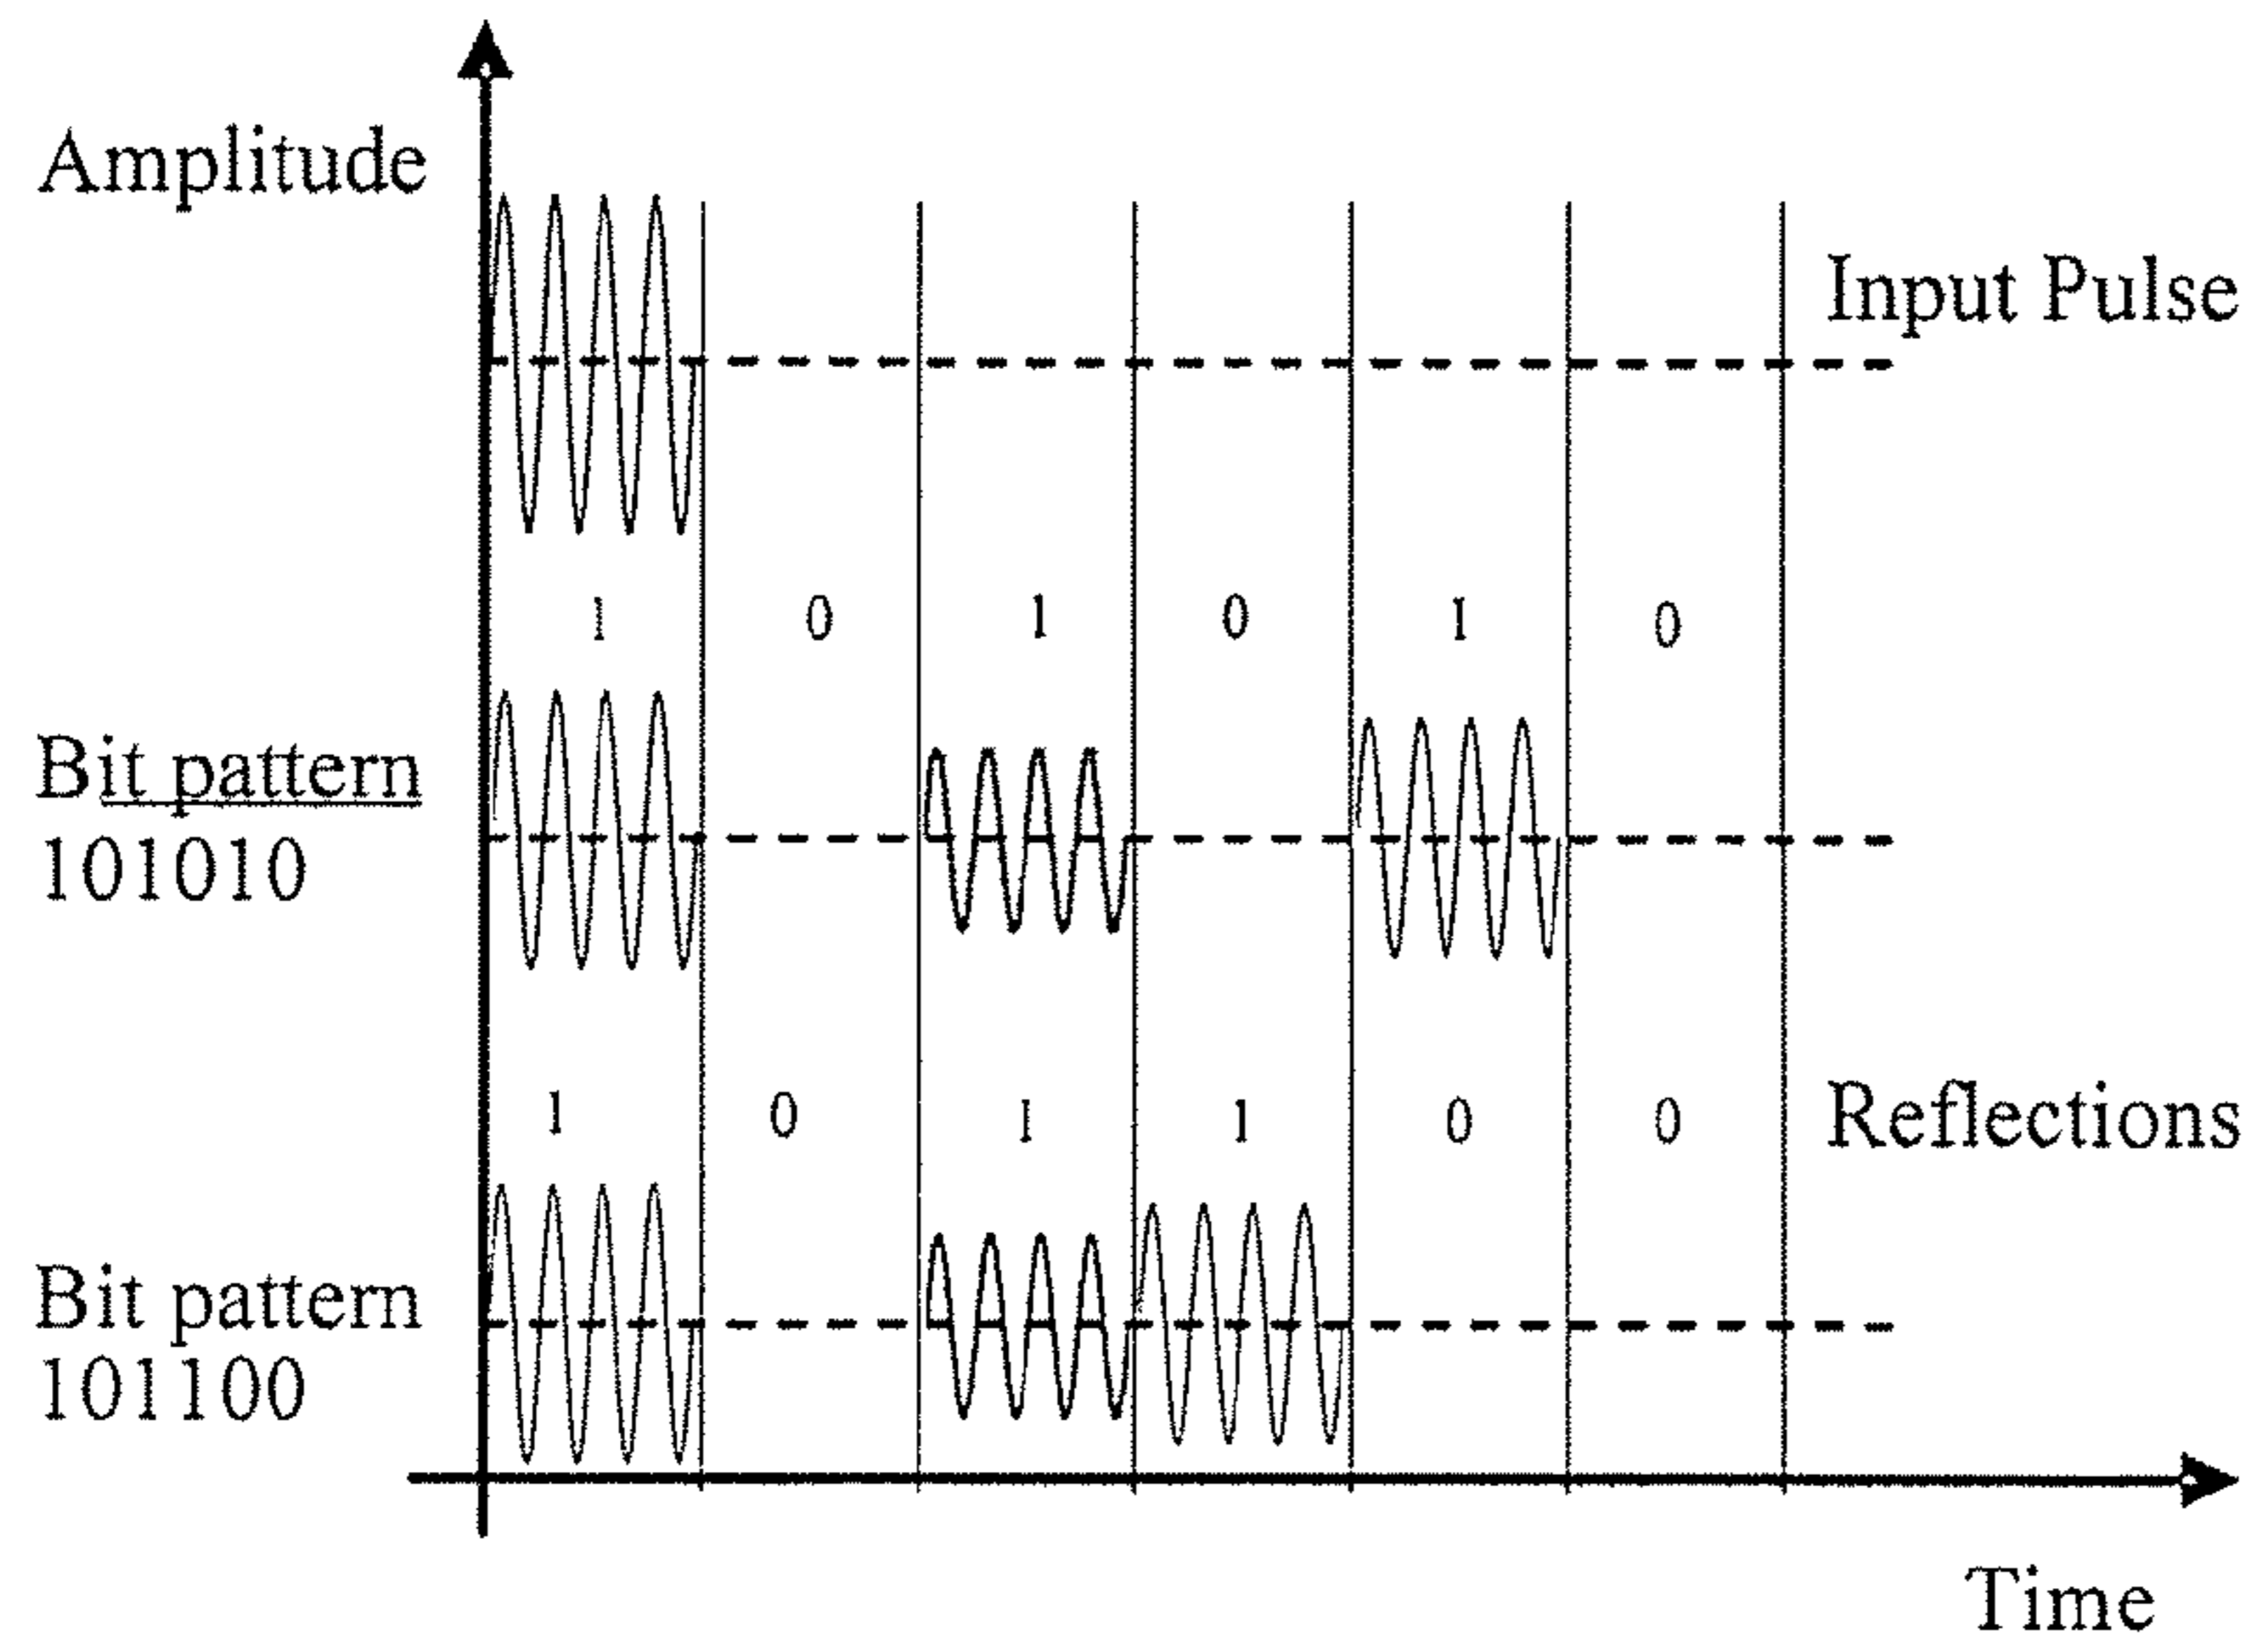 Amplitude
Input Pulse
1 0 1 0 1 0
Bit pattern
101010
1 0 1 1 0 0
Reflections
Bit pattern
101100
Time